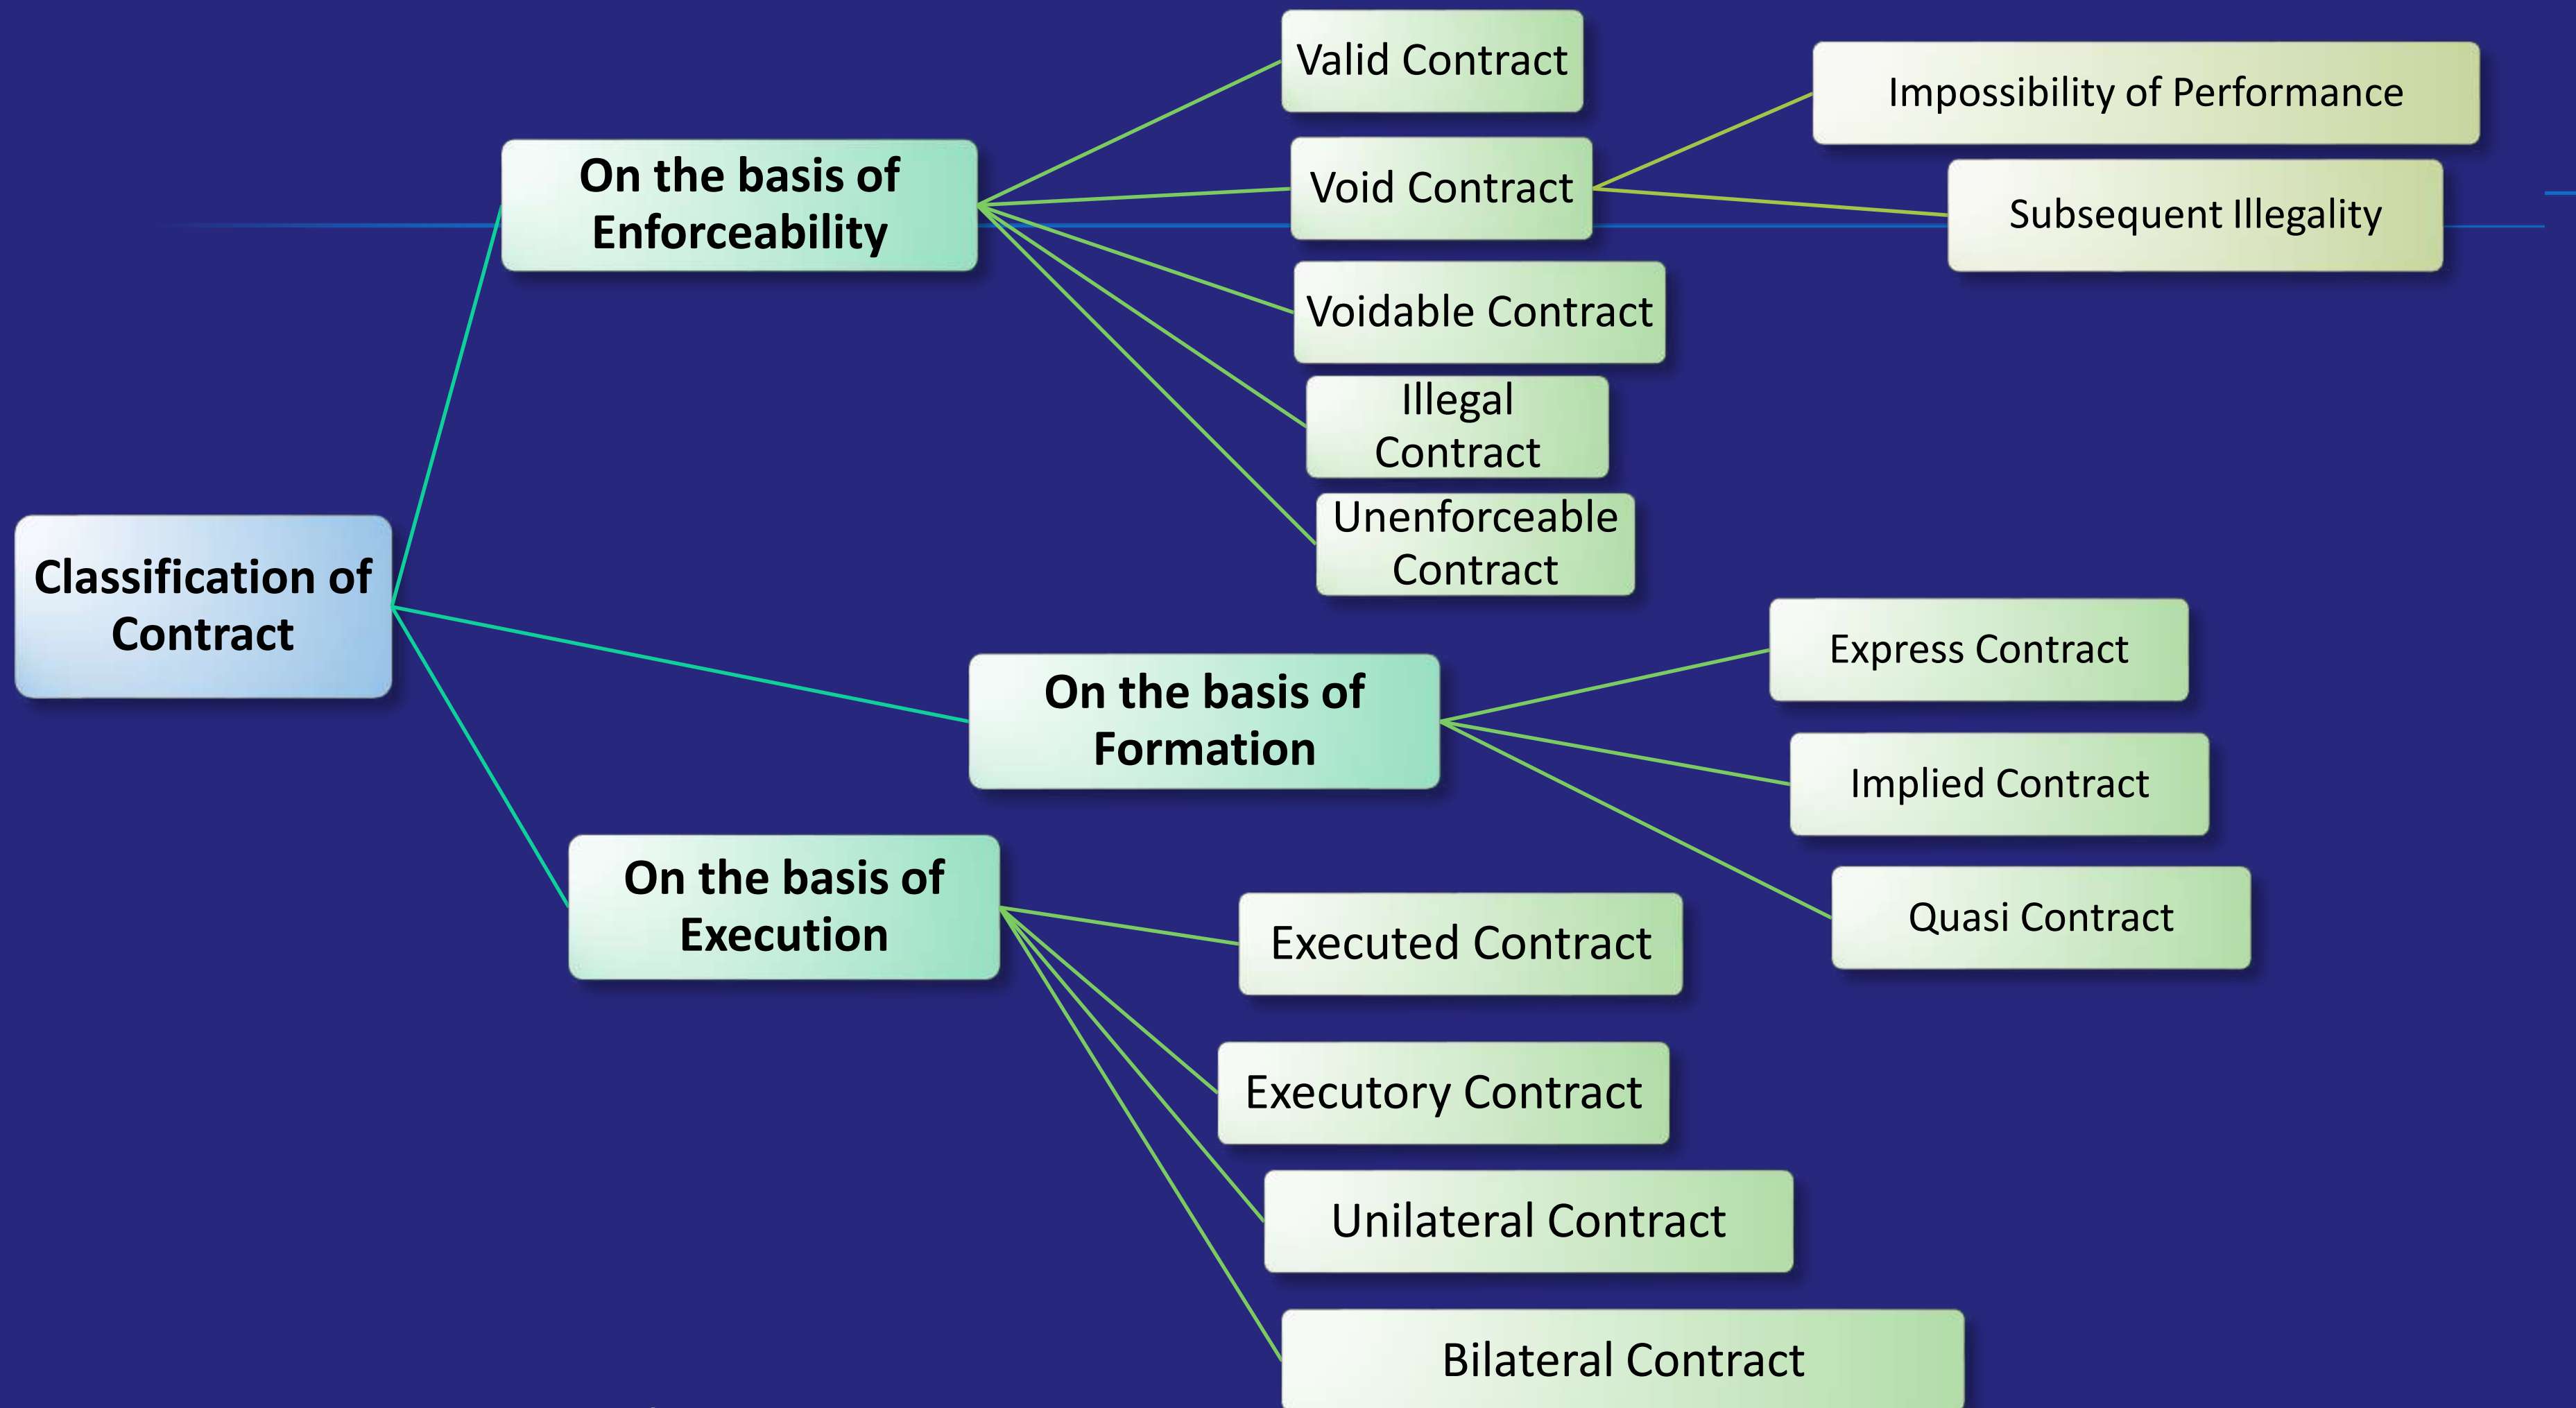 Classification of
Contract
On the basis of
Enforceability
Valid Contract
Void Contract
Impossibility of Performance
Subsequent Illegality
Voidable Contract
Illegal
Contract
Unenforceable
Contract
On the basis of
Formation
Express Contract
Implied Contract
Quasi Contract
On the basis of
Execution
Executed Contract
Executory Contract
Unilateral Contract
Bilateral Contract